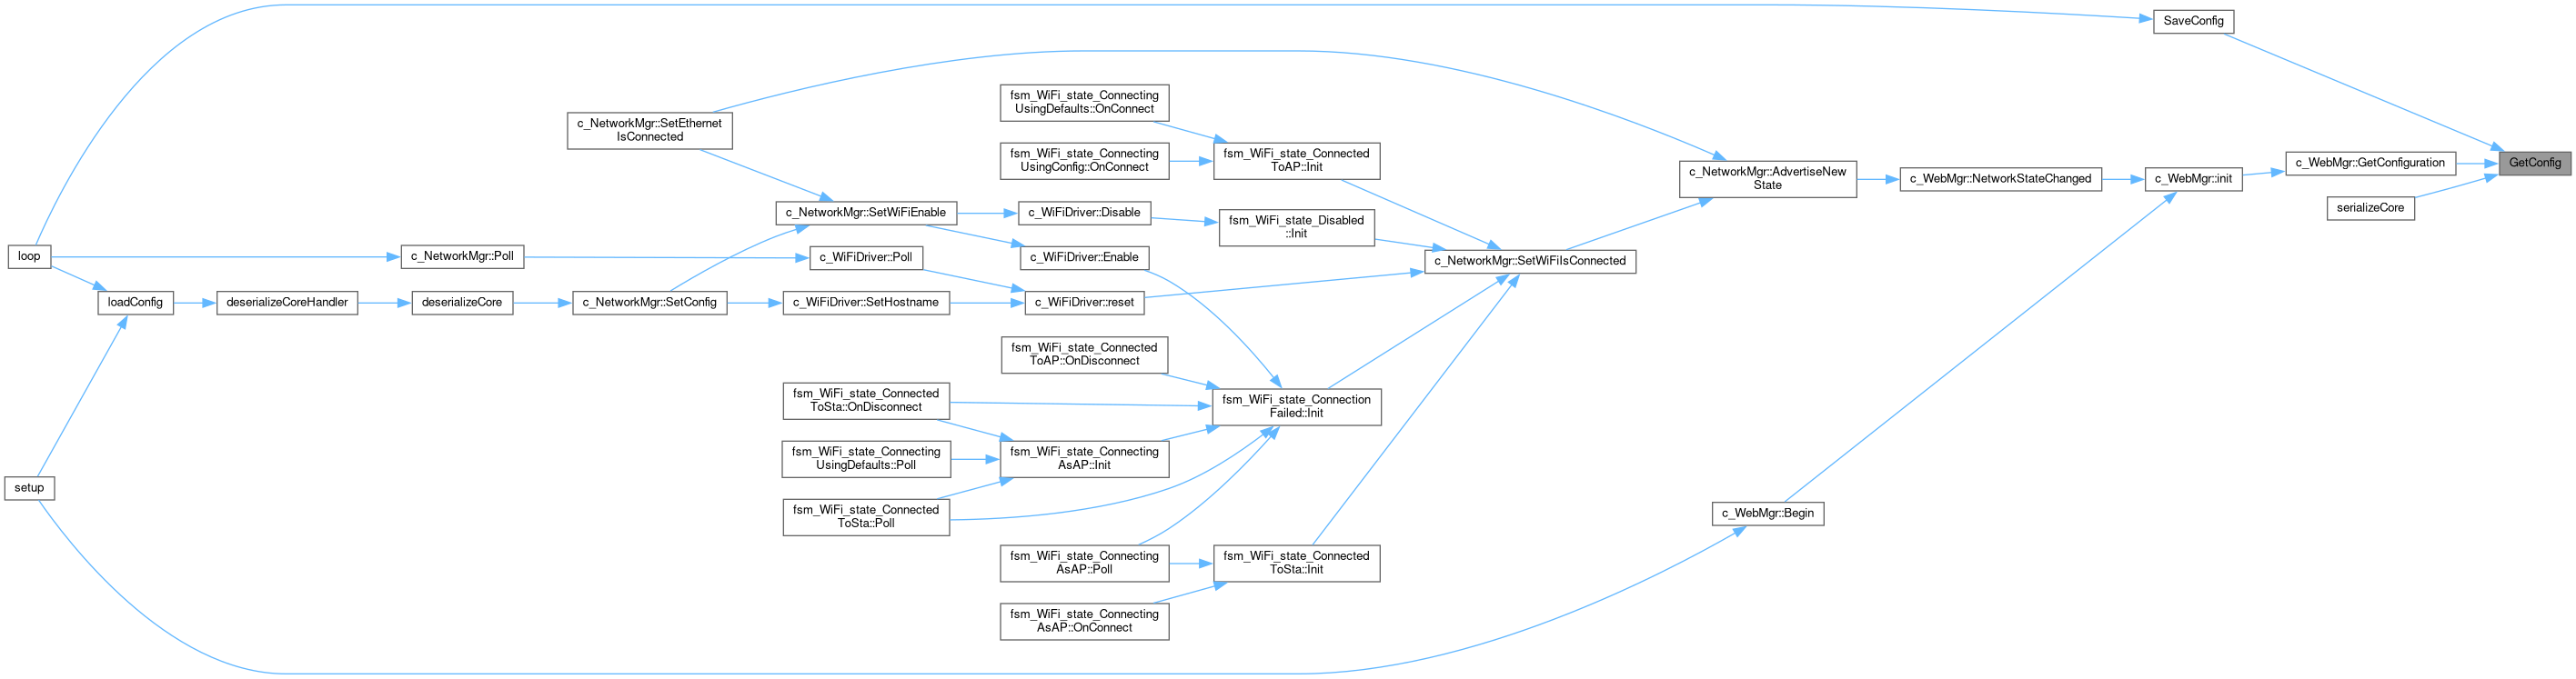 SaveConfig
fsm_WiFi_state_Connecting
UsingDefaults::OnConnect
c_NetworkMgr::SetEthernet
IsConnected
fsm_WiFi_state_Connecting
UsingConfig::OnConnect
fsm_WiFi_state_Connected
ToAP::Init
c_NetworkMgr::AdvertiseNew
State
c_WebMgr::NetworkStateChanged
c_WebMgr::init
c_WebMgr::GetConfiguration
GetConfig
serializeCore
c_NetworkMgr::SetWiFiEnable
c_WiFiDriver::Disable
fsm_WiFi_state_Disabled
::Init
loop
c_NetworkMgr::Poll
c_WiFiDriver::Poll
c_WiFiDriver::Enable
c_NetworkMgr::SetWiFiIsConnected
loadConfig
deserializeCoreHandler
deserializeCore
c_NetworkMgr::SetConfig
c_WiFiDriver::SetHostname
c_WiFiDriver::reset
fsm_WiFi_state_Connected
ToAP::OnDisconnect
fsm_WiFi_state_Connected
ToSta::OnDisconnect
fsm_WiFi_state_Connection
Failed::Init
fsm_WiFi_state_Connecting
UsingDefaults::Poll
fsm_WiFi_state_Connecting
AsAP::Init
setup
fsm_WiFi_state_Connected
ToSta::Poll
c_WebMgr::Begin
fsm_WiFi_state_Connecting
AsAP::Poll
fsm_WiFi_state_Connected
ToSta::Init
fsm_WiFi_state_Connecting
AsAP::OnConnect